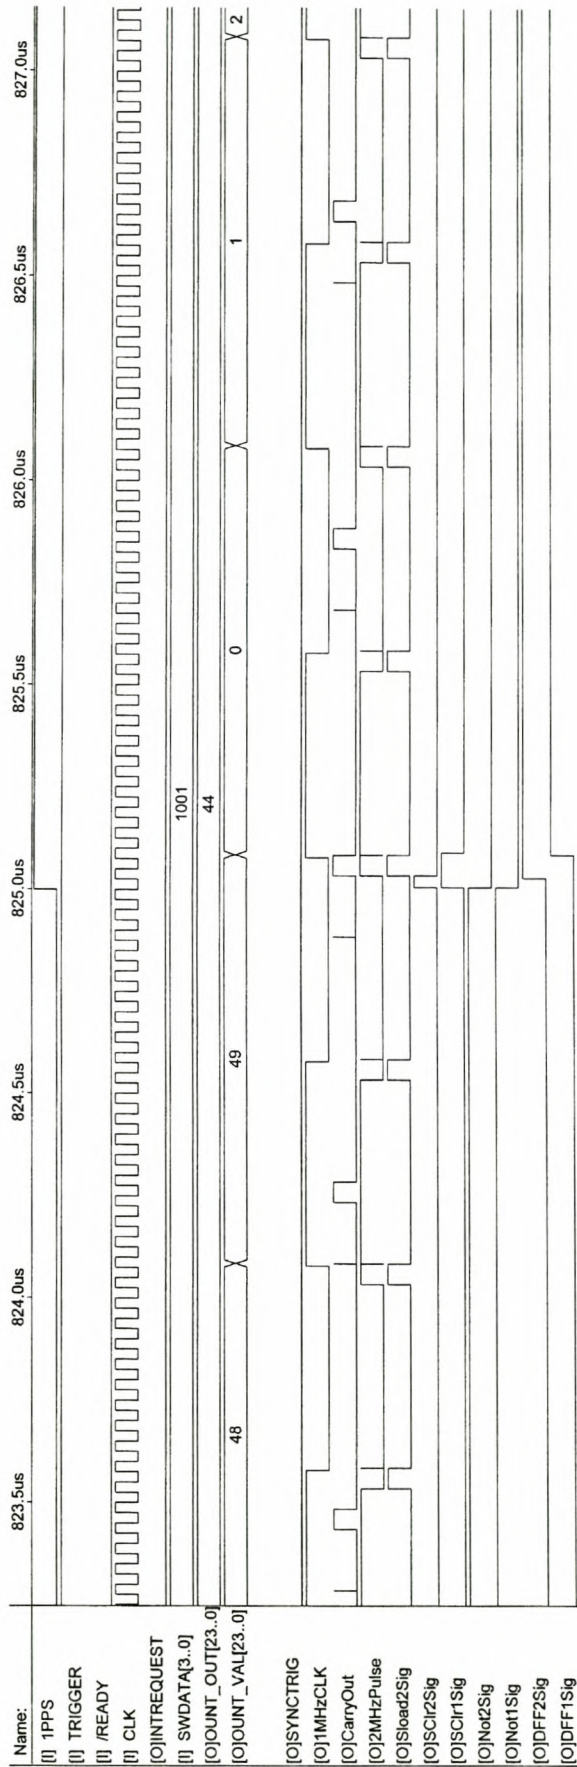 Name:
823.5us 824.0us 824.5us 825.0us 825.5us 826.0us 826.5us 827.0us
[I] 1PPS
[I] TRIGGER
[I] /READY
[I] CLK
[O]INTREQUEST
[I] SWDATA[3..0] 1001
[O]OUNT_OUT[23..0] 44
[O]OUNT_VAL[23..0] 48 49 0 1 2
[O]SYNCTRIG
[O]1MHzCLK
[O]CarryOut
[O]2MHzPulse
[O]Sload2Sig
[O]SClr2Sig
[O]SClr1Sig
[O]Not2Sig
[O]Not1Sig
[O]DFF2Sig
[O]DFF1Sig